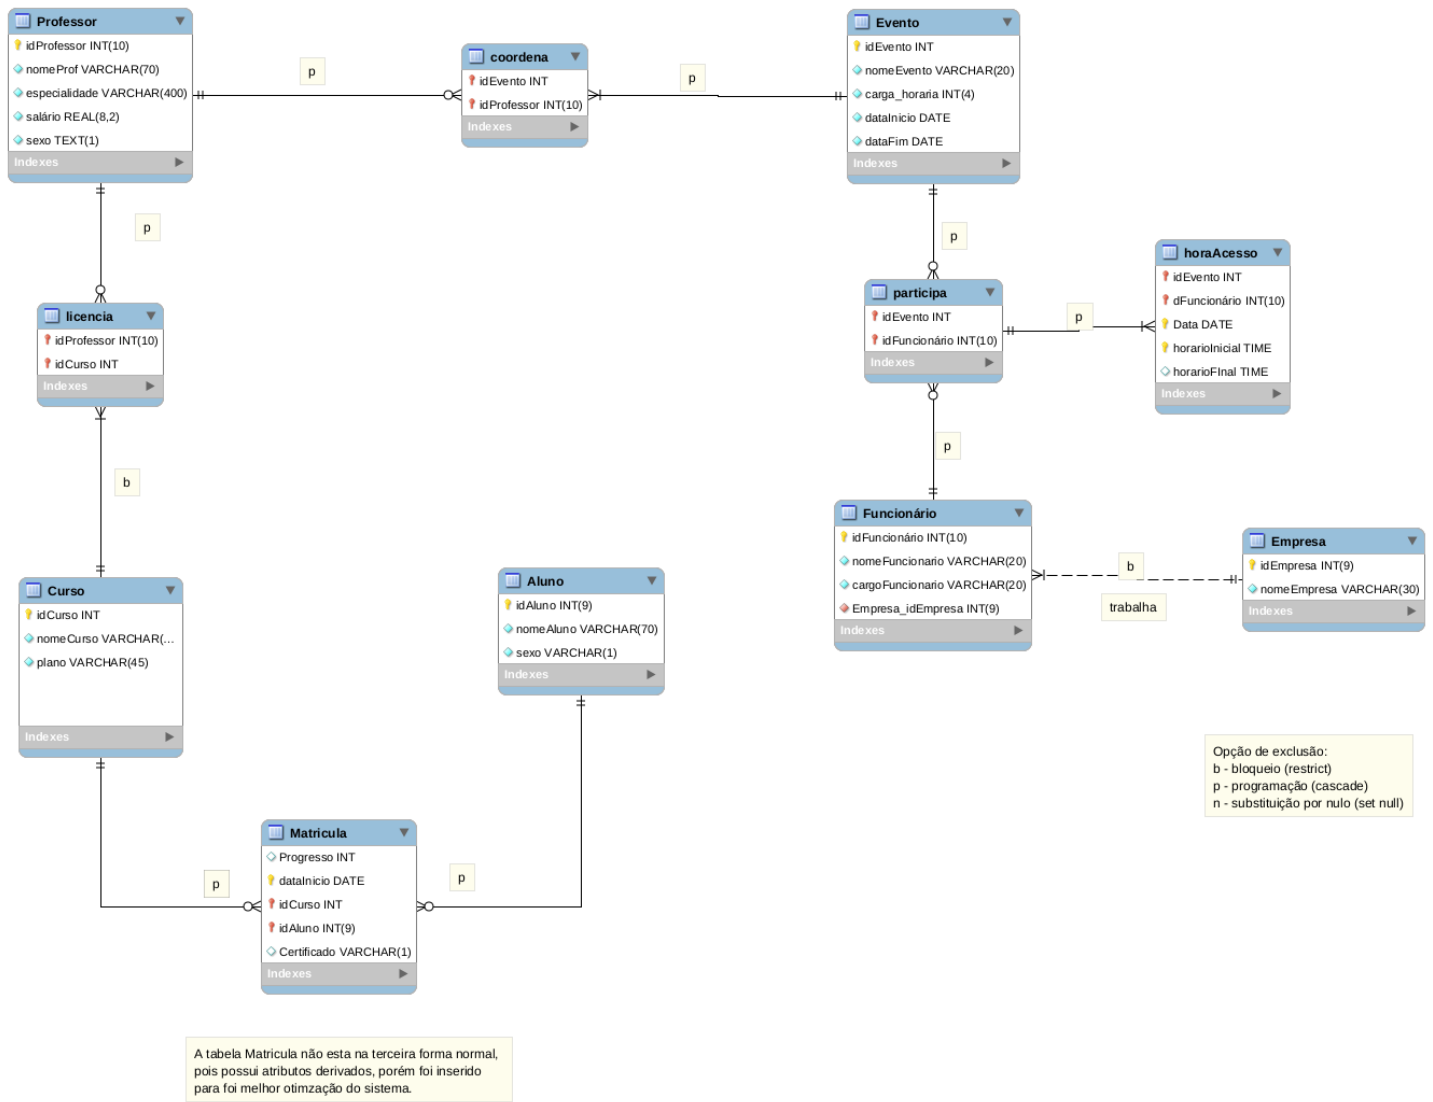 Professor
idProfessor INT(10)
nomeProf VARCHAR(70)
especialidade VARCHAR(400)
salário REAL(8,2)
sexo TEXT(1)
Indexes
p
coordena
idEvento INT
idProfessor INT(10)
Indexes
p
Evento
idEvento INT
nomeEvento VARCHAR(20)
carga_horaria INT(4)
dataInicio DATE
dataFim DATE
Indexes
p
licencia
idProfessor INT(10)
idCurso INT
Indexes
p
participa
idEvento INT
idFuncionário INT(10)
Indexes
p
horaAcesso
idEvento INT
dFuncionário INT(10)
Data DATE
horarioInicial TIME
horarioFInal TIME
Indexes
b
p
Funcionário
idFuncionário INT(10)
nomeFuncionario VARCHAR(20)
cargoFuncionario VARCHAR(20)
Empresa_idEmpresa INT(9)
Indexes
b
trabalha
Empresa
idEmpresa INT(9)
nomeEmpresa VARCHAR(30)
Indexes
Curso
idCurso INT
nomeCurso VARCHAR(...
plano VARCHAR(45)
Indexes
Aluno
idAluno INT(9)
nomeAluno VARCHAR(70)
sexo VARCHAR(1)
Indexes
p
Matricula
Progresso INT
dataInicio DATE
idCurso INT
idAluno INT(9)
Certificado VARCHAR(1)
Indexes
p
Opção de exclusão:
b - bloqueio (restrict)
p - programação (cascade)
n - substituição por nulo (set null)
A tabela Matricula não esta na terceira forma normal,
pois possui atributos derivados, porém foi inserido
para foi melhor otimzação do sistema.